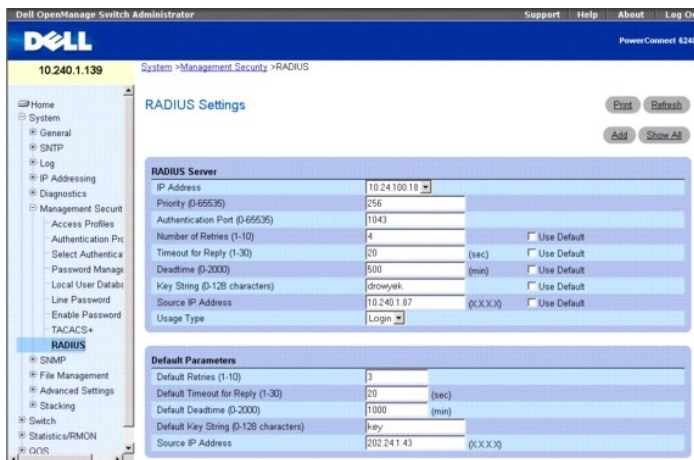 Dell OpenManage Switch Administrator
Support Help About Log O
DELL
PowerConnect 6248
10.240.1.139
System >Management Security >RADIUS
Home
System
General
SNTP
Log
IP Addressing
Diagnostics
Management Securit
Access Profiles
Authentication Pro
Select Authentica
Password Manage
Local User Databa
Line Password
Enable Password
TACACS+
RADIUS
SNMP
File Management
Advanced Settings
Stacking
Switch
Statistics/RMON
QOS
RADIUS Settings
Print Refresh
Add Show All
RADIUS Server
IP Address 10.24.100.18
Priority (0-65535) 256
Authentication Port (0-65535) 1043
Number of Retries (1-10) 4 Use Default
Timeout for Reply (1-30) 20 (sec) Use Default
Deadtime (0-2000) 500 (min) Use Default
Key String (0-128 characters) drowyek Use Default
Source IP Address 10.240.1.87 (X.X.X.X) Use Default
Usage Type Login
Default Parameters
Default Retries (1-10) 3
Default Timeout for Reply (1-30) 20 (sec)
Default Deadtime (0-2000) 1000 (min)
Default Key String (0-128 characters) key
Source IP Address 202.24.1.43 (X.X.X.X)